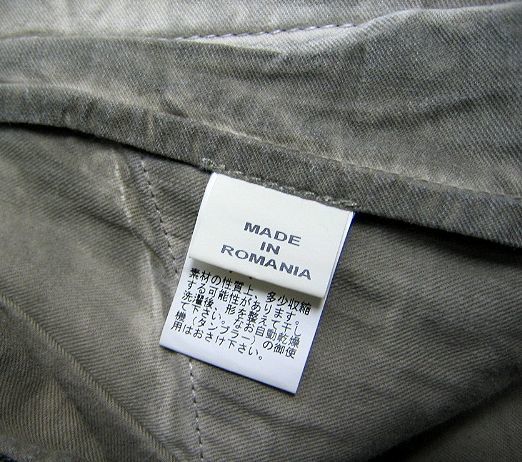 MADE
IN
ROMANIA
素材の性質上、多少収縮
する可能性があります。
洗濯後、形を整えて干し
て下さい。なお自動乾燥
機(タンブラー)の御使
用はおさけ下さい。